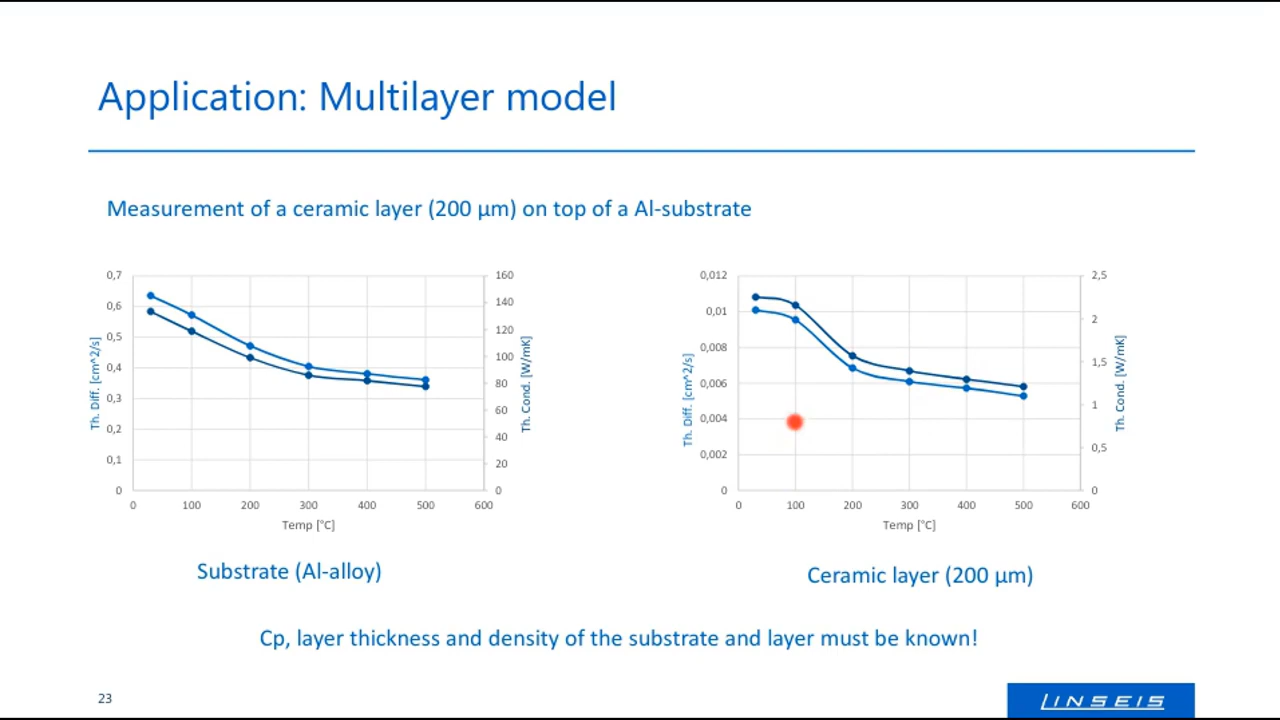 Application: Multilayer model
Measurement of a ceramic layer (200 µm) on top of a Al-substrate
0,7
0,6
0,5
0,4
0,3
0,2
0,1
0
Th. Diff. [cm^2/s]
160
140
120
100
80
60
40
20
0
Th. Cond. [W/mK]
0 100 200 300 400 500 600
Temp [°C]
Substrate (Al-alloy)
0,012
0,01
0,008
0,006
0,004
0,002
0
Th. Diff. [cm^2/s]
2,5
2
1,5
1
0,5
0
Th. Cond. [W/mK]
0 100 200 300 400 500 600
Temp [°C]
Ceramic layer (200 µm)
Cp, layer thickness and density of the substrate and layer must be known!
23
LINSEIS